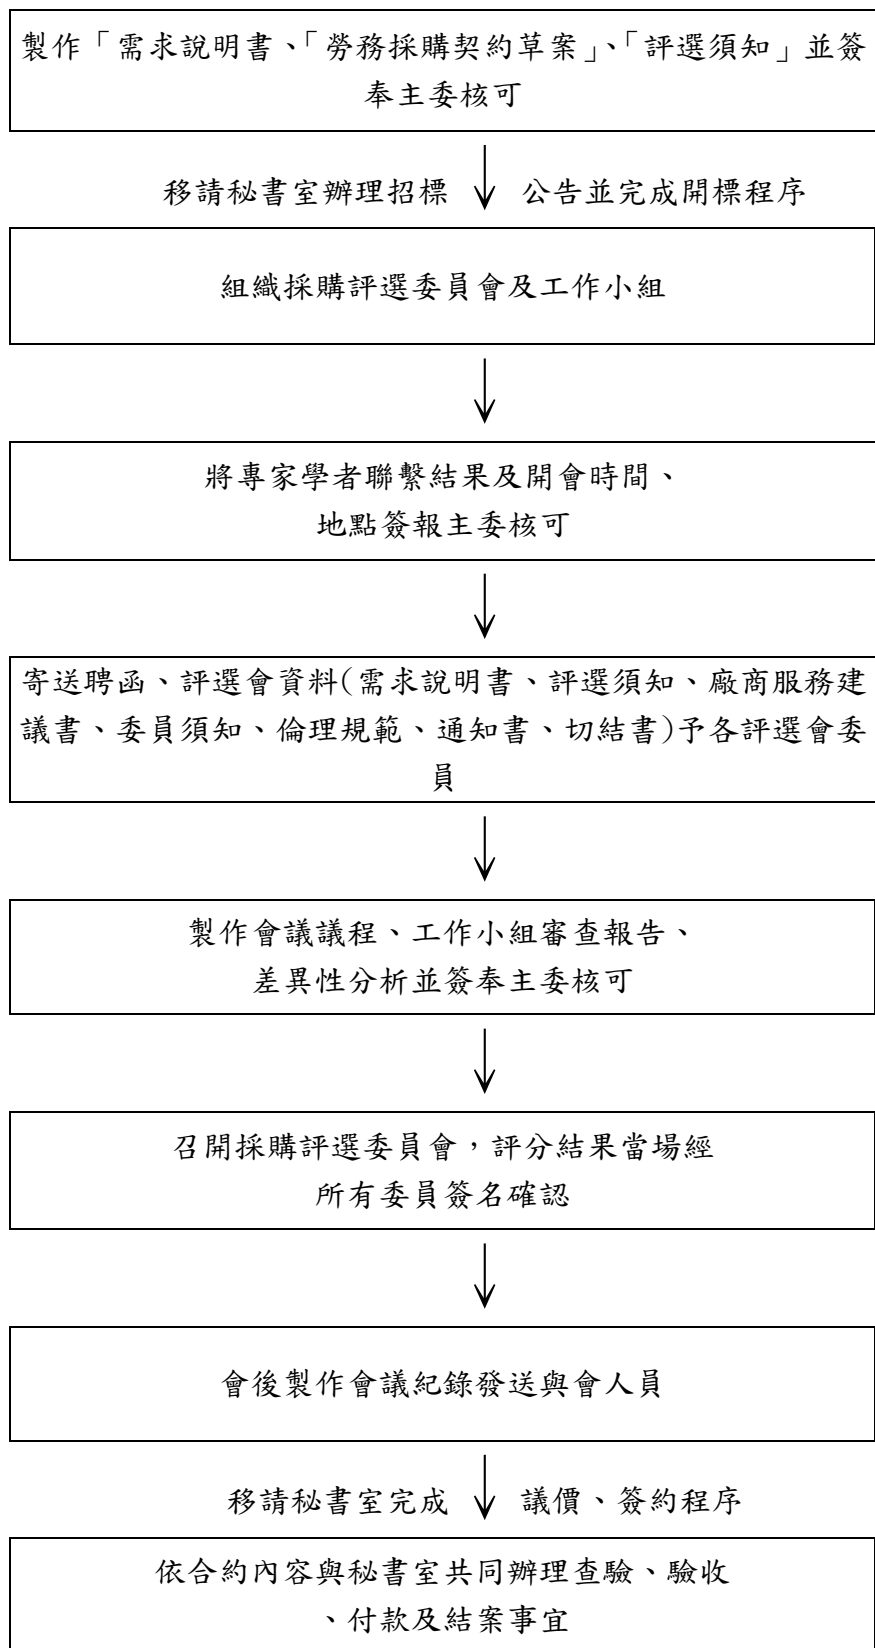 製作「需求說明書、「勞務採購契約草案」、「評選須知」並簽
奉主委核可
移請秘書室辦理招標 公告並完成開標程序
組織採購評選委員會及工作小組
將專家學者聯繫結果及開會時間、
地點簽報主委核可
寄送聘函、評選會資料(需求說明書、評選須知、廠商服務建
議書、委員須知、倫理規範、通知書、切結書)予各評選會委
員
製作會議議程、工作小組審查報告、
差異性分析並簽奉主委核可
召開採購評選委員會，評分結果當場經
所有委員簽名確認
會後製作會議紀錄發送與會人員
移請秘書室完成 議價、簽約程序
依合約內容與秘書室共同辦理查驗、驗收
、付款及結案事宜